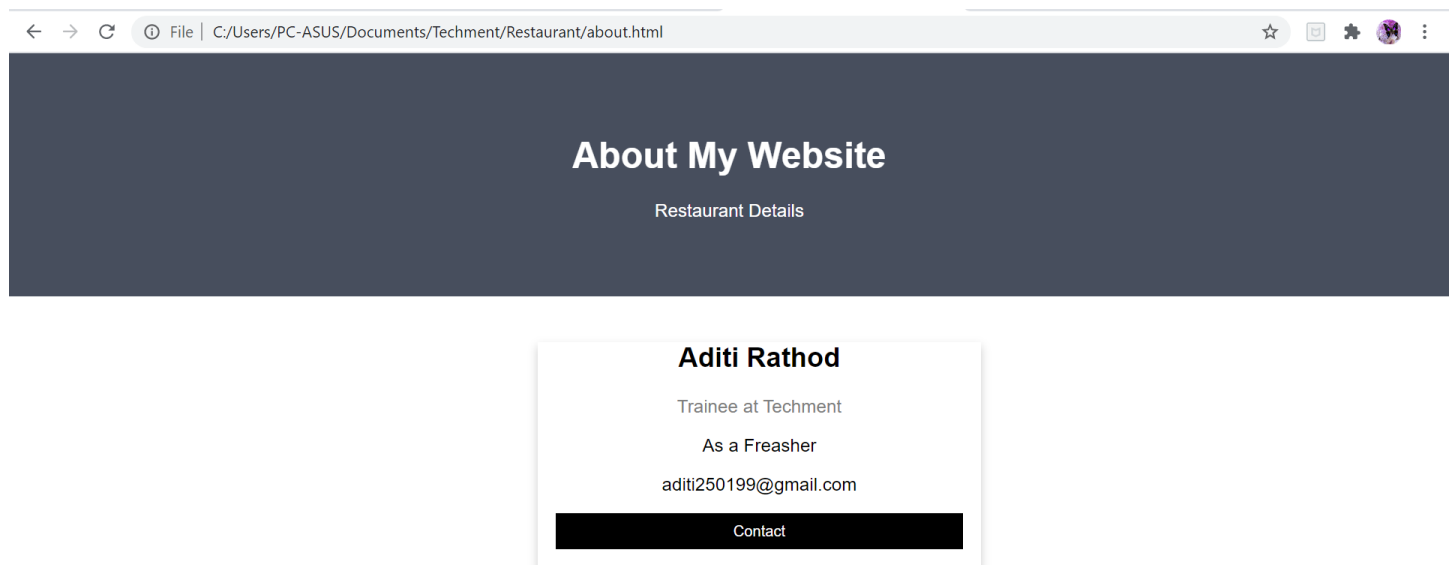 File | C:/Users/PC-ASUS/Documents/Techment/Restaurant/about.html
About My Website
Restaurant Details
Aditi Rathod
Trainee at Techment
As a Freasher
aditi250199@gmail.com
Contact